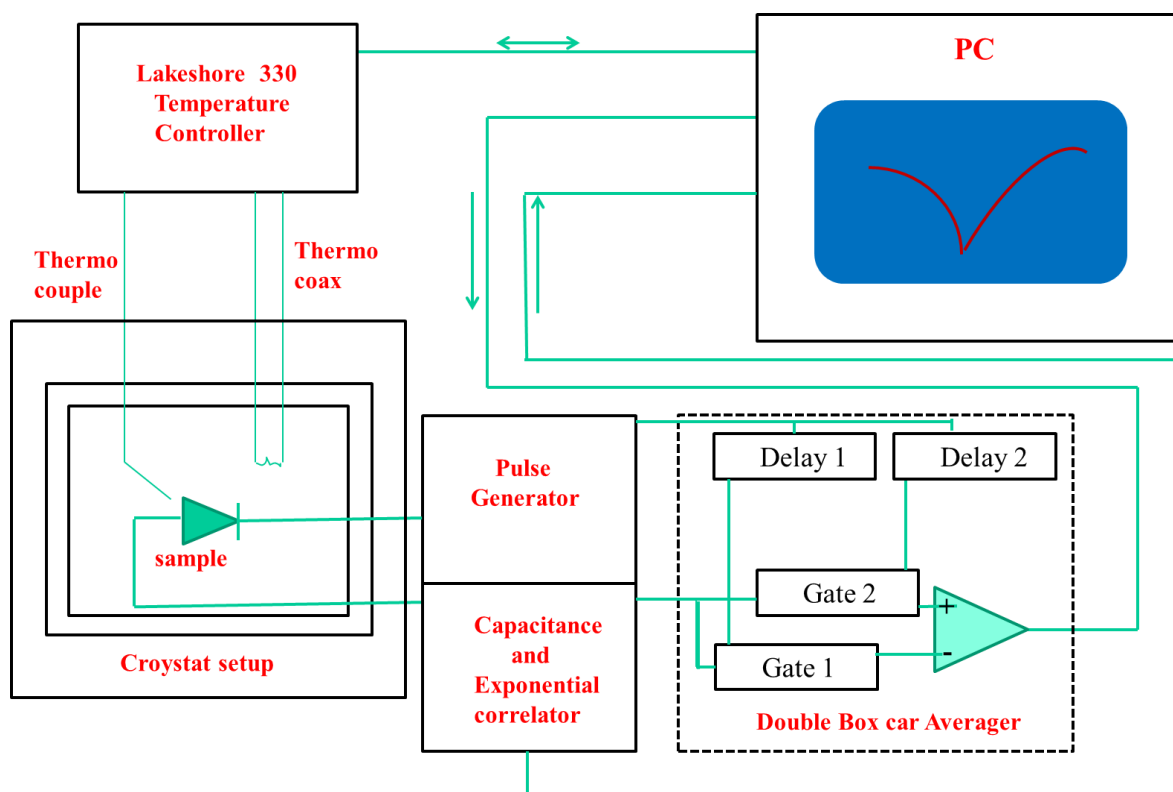 Lakeshore 330
Temperature
Controller
PC
Thermo
couple
Thermo
coax
sample
Croystat setup
Pulse
Generator
Capacitance
and
Exponential
correlator
Delay 1
Delay 2
Gate 2
+
Gate 1
-
Double Box car Averager